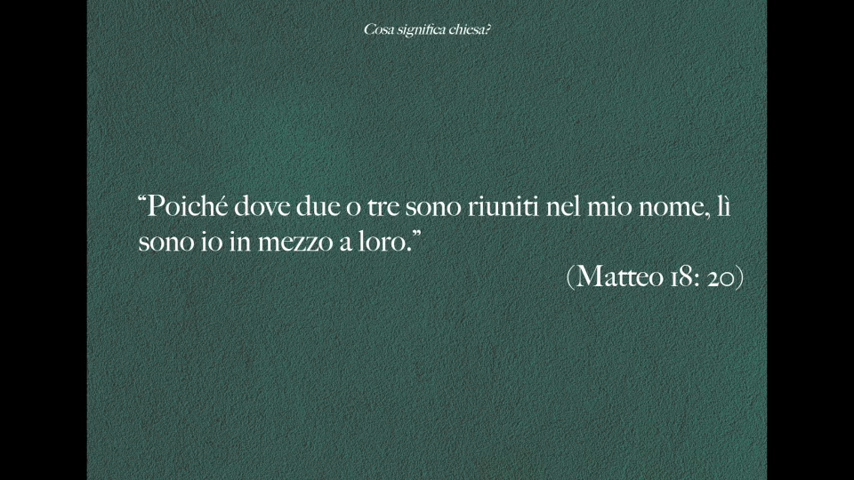 Cosa significa chiesa?
“Poiché dove due o tre sono riuniti nel mio nome, lì
sono io in mezzo a loro.”
(Matteo 18: 20)